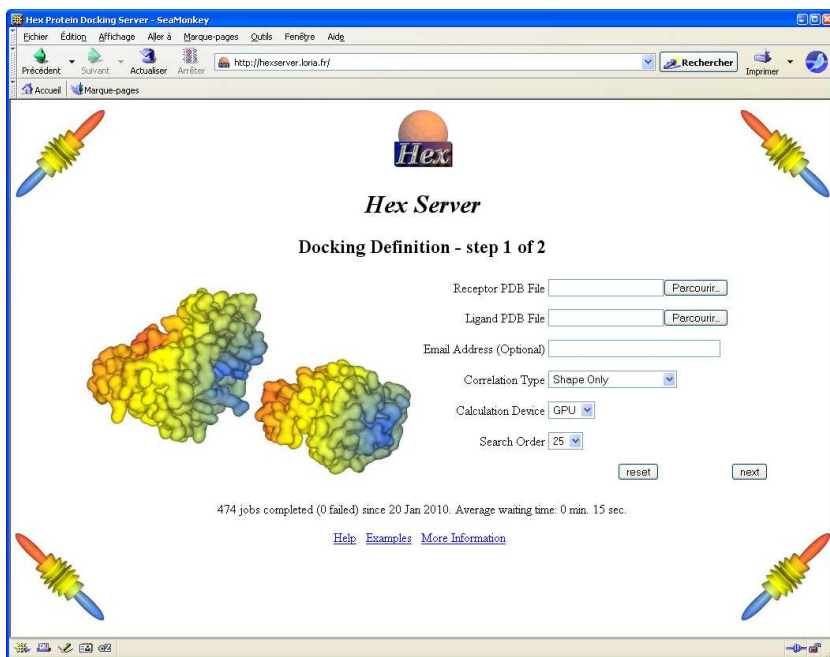 Hex Protein Docking Server - SeaMonkey
Fichier Édition Affichage Aller à Marque-pages Outils Fenêtre Aide
Précédent Suivant Actualiser Arrêter http://hexserver.loria.fr/ Rechercher Imprimer
Accueil Marque-pages
Hex
Hex Server
Docking Definition - step 1 of 2
Receptor PDB File Parcourir...
Ligand PDB File Parcourir...
Email Address (Optional)
Correlation Type Shape Only
Calculation Device GPU
Search Order 25
reset next
474 jobs completed (0 failed) since 20 Jan 2010. Average waiting time: 0 min. 15 sec.
Help Examples More Information